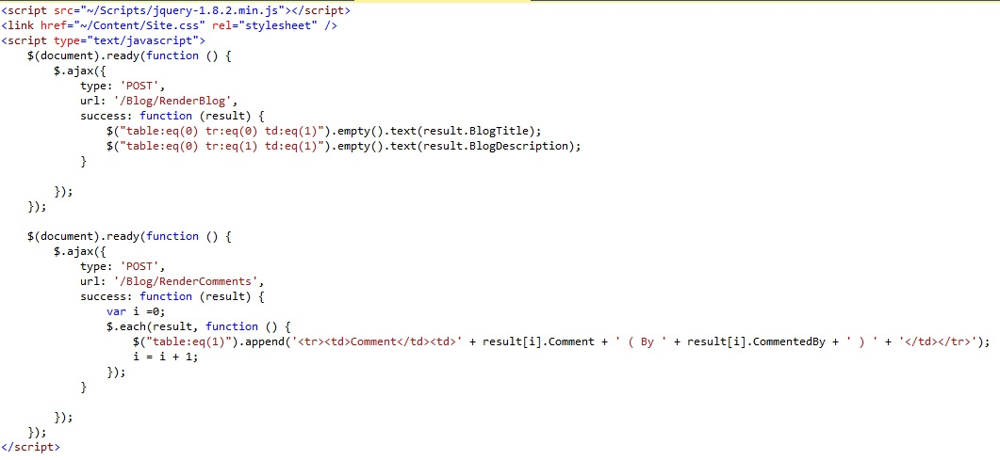 <script src="~/Scripts/jquery-1.8.2.min.js"></script>
<link href="~/Content/Site.css" rel="stylesheet" />
<script type="text/javascript">
    $(document).ready(function () {
        $.ajax({
            type: 'POST',
            url: '/Blog/RenderBlog',
            success: function (result) {
                $("table:eq(0) tr:eq(0) td:eq(1)").empty().text(result.BlogTitle);
                $("table:eq(0) tr:eq(1) td:eq(1)").empty().text(result.BlogDescription);
            }

        });
    });

    $(document).ready(function () {
        $.ajax({
            type: 'POST',
            url: '/Blog/RenderComments',
            success: function (result) {
                var i =0;
                $.each(result, function () {
                    $("table:eq(1)").append('<tr><td>Comment</td><td>' + result[i].Comment + ' ( By ' + result[i].CommentedBy + ' ) ' + '</td></tr>');
                    i = i + 1;
                });
            }

        });
    });
</script>